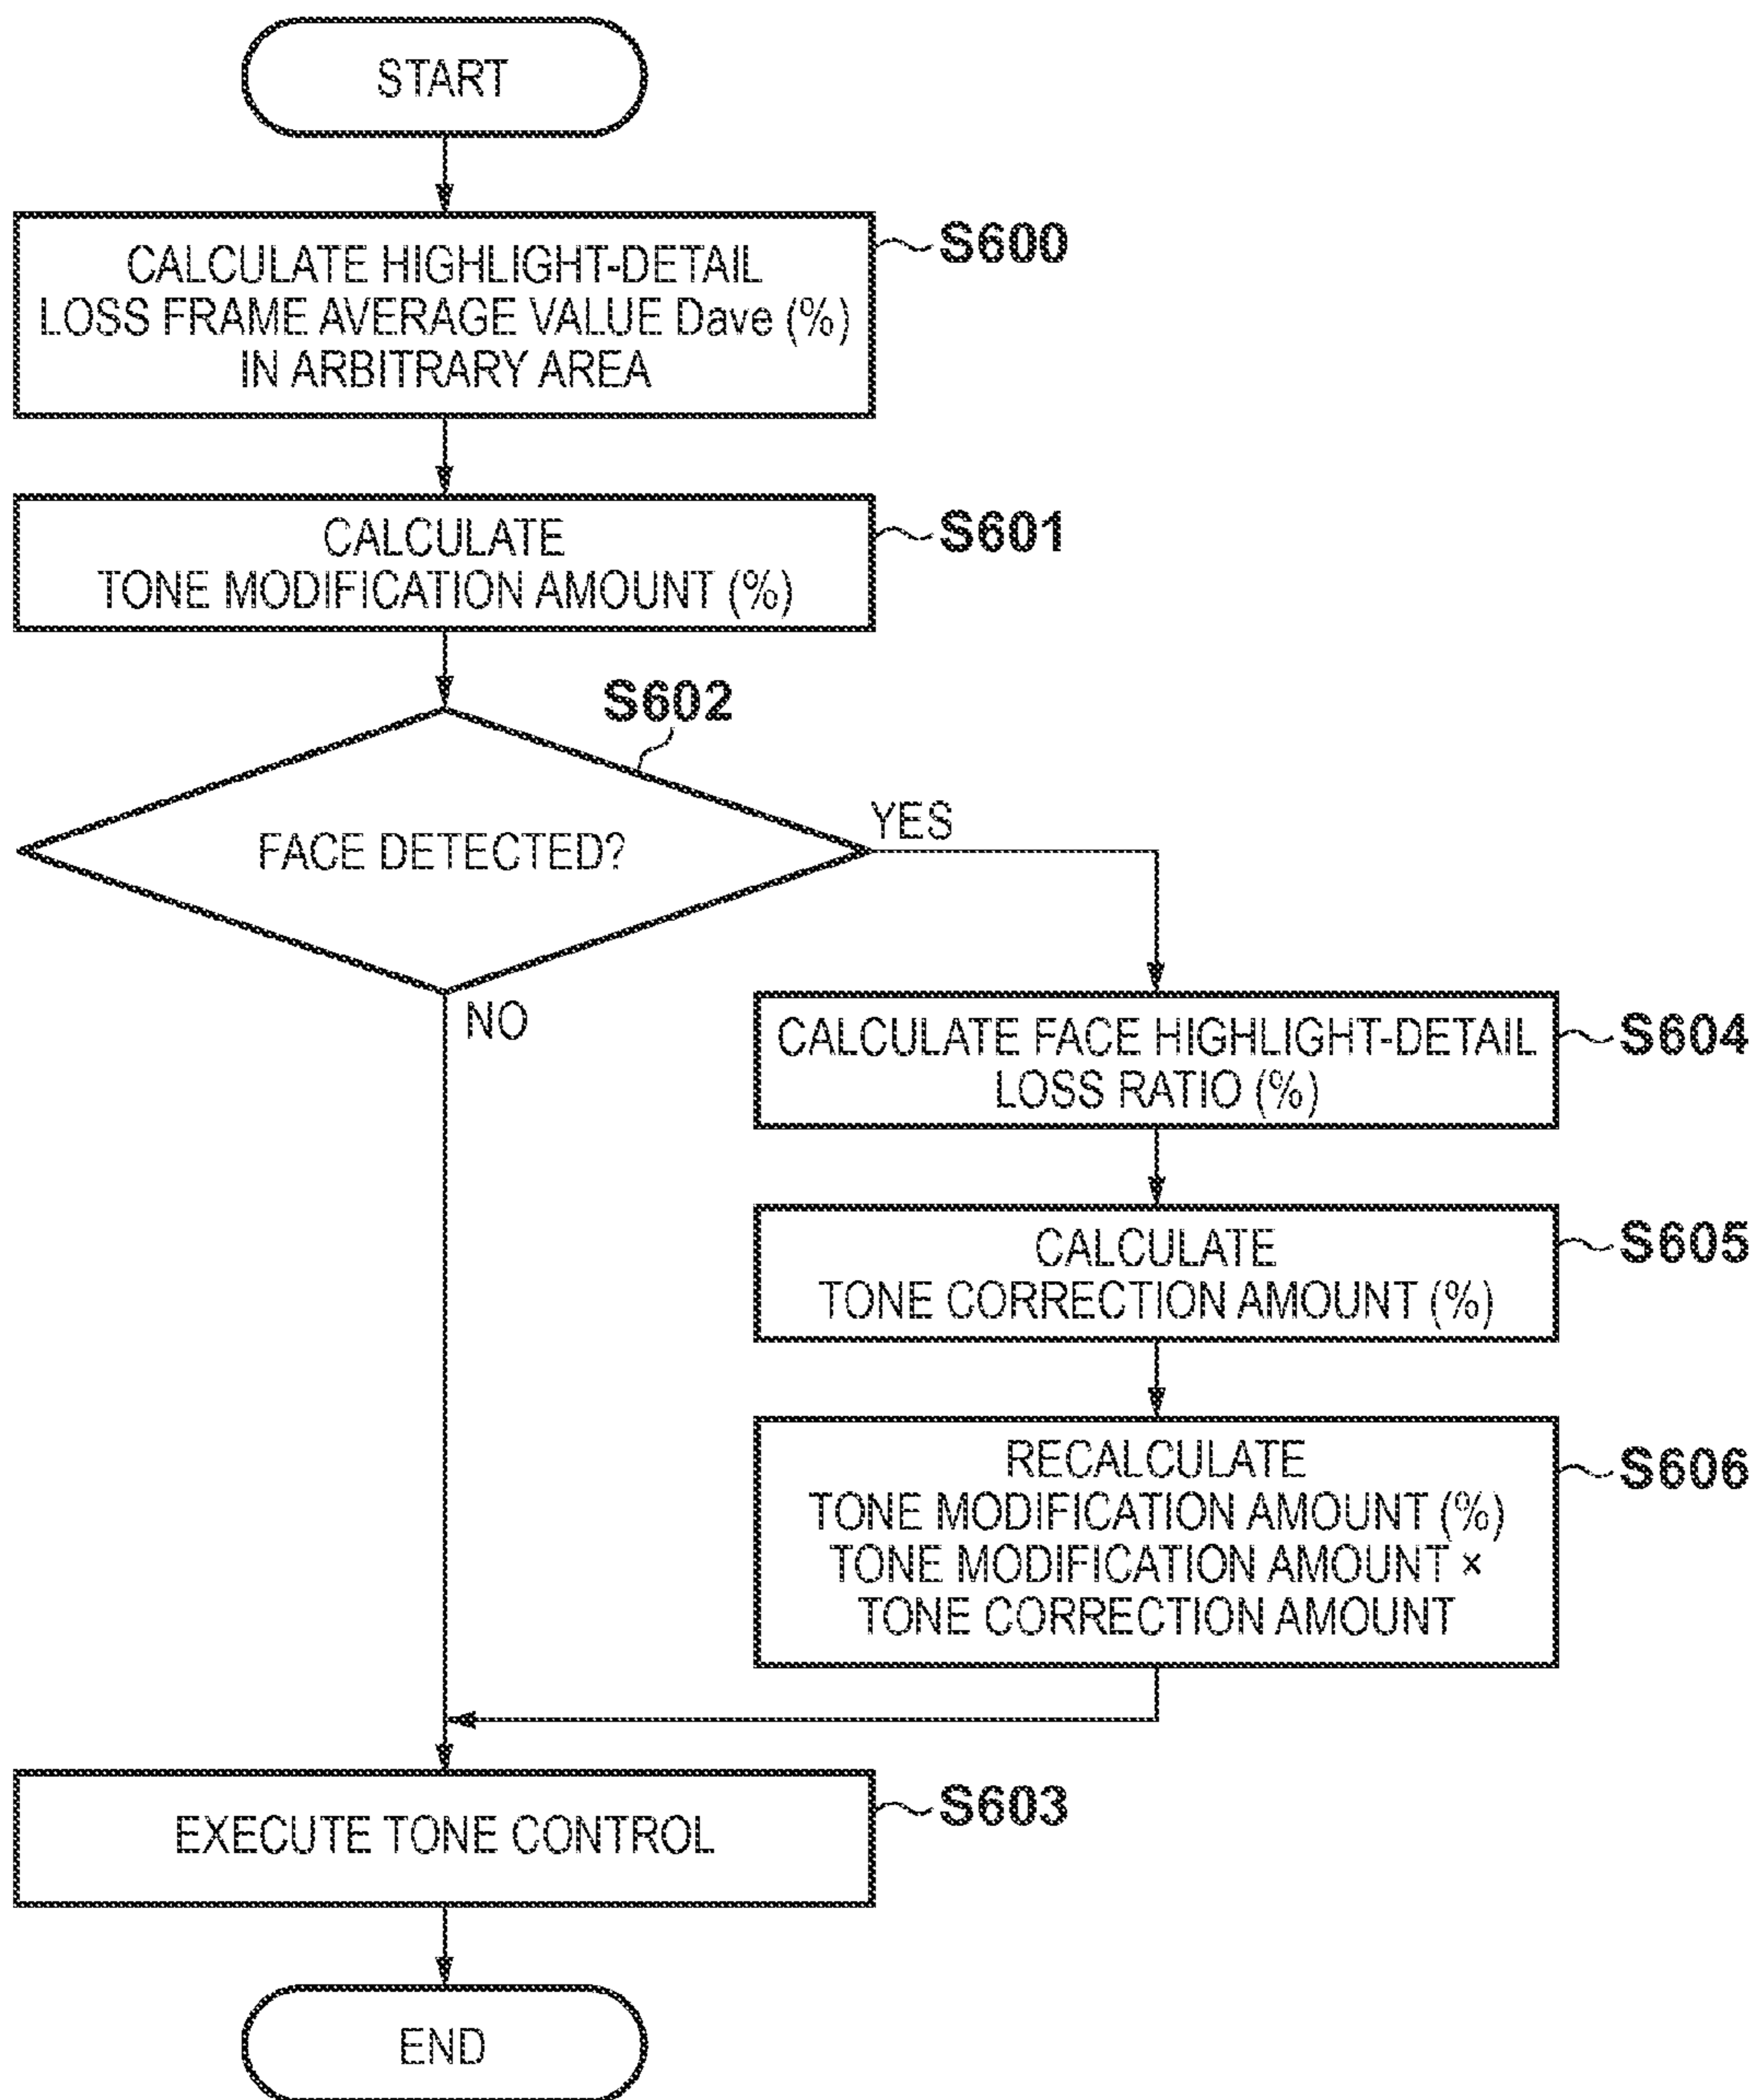 START
CALCULATE HIGHLIGHT-DETAIL
LOSS FRAME AVERAGE VALUE Dave (%)
IN ARBITRARY AREA
S600
CALCULATE
TONE MODIFICATION AMOUNT (%)
S601
S602
FACE DETECTED?
YES
NO
CALCULATE FACE HIGHLIGHT-DETAIL
LOSS RATIO (%)
S604
CALCULATE
TONE CORRECTION AMOUNT (%)
S605
RECALCULATE
TONE MODIFICATION AMOUNT (%)
TONE MODIFICATION AMOUNT ×
TONE CORRECTION AMOUNT
S606
EXECUTE TONE CONTROL
S603
END